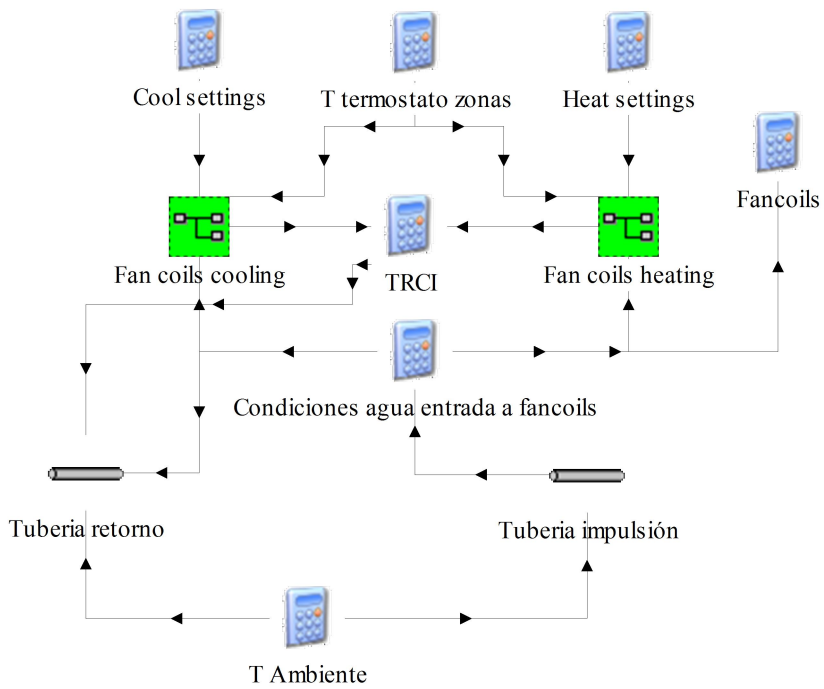 Cool settings
T termostato zonas
Heat settings
Fancoils
Fan coils cooling
TRCI
Fan coils heating
Condiciones agua entrada a fancoils
Tuberia retorno
Tuberia impulsión
T Ambiente